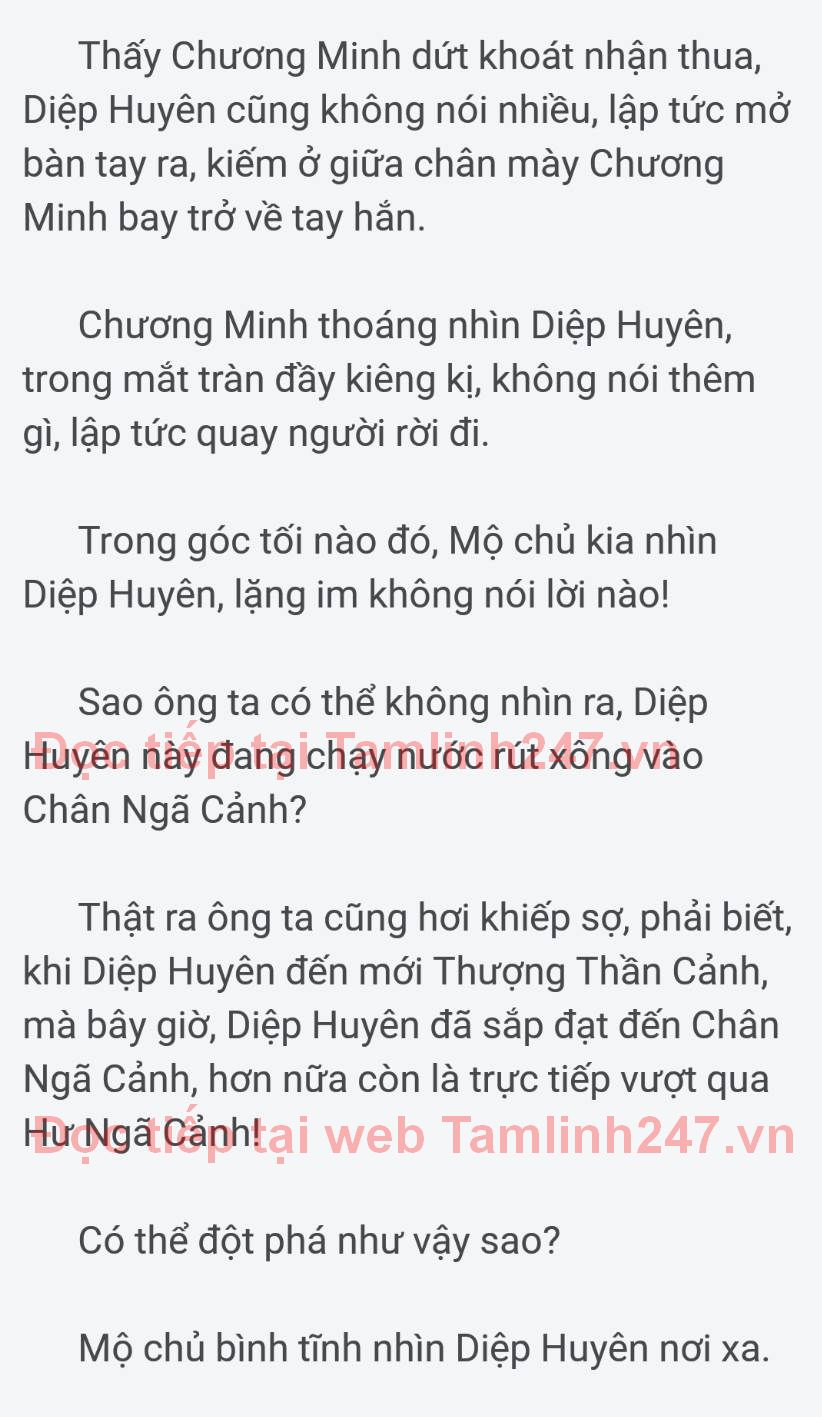 Thấy Chương Minh dứt khoát nhận thua,
Diệp Huyên cũng không nói nhiều, lập tức mở
bàn tay ra, kiếm ở giữa chân mày Chương
Minh bay trở về tay hắn.
Chương Minh thoáng nhìn Diệp Huyên,
trong mắt tràn đầy kiêng kị, không nói thêm
gì, lập tức quay người rời đi.
Trong góc tối nào đó, Mộ chủ kia nhìn
Diệp Huyên, lặng im không nói lời nào!
Sao ông ta có thể không nhìn ra, Diệp
Huyên này đang chạy nước rút xông vào
Đọc tiếp tại Tamlinh247.vn
Chân Ngã Cảnh?
Thật ra ông ta cũng hơi khiếp sợ, phải biết,
khi Diệp Huyên đến mới Thượng Thần Cảnh,
mà bây giờ, Diệp Huyên đã sắp đạt đến Chân
Ngã Cảnh, hơn nữa còn là trực tiếp vượt qua
Hư Ngã Cảnh!
Đọc tiếp tại web Tamlinh247.vn
Có thể đột phá như vậy sao?
Mộ chủ bình tĩnh nhìn Diệp Huyên nơi xa.